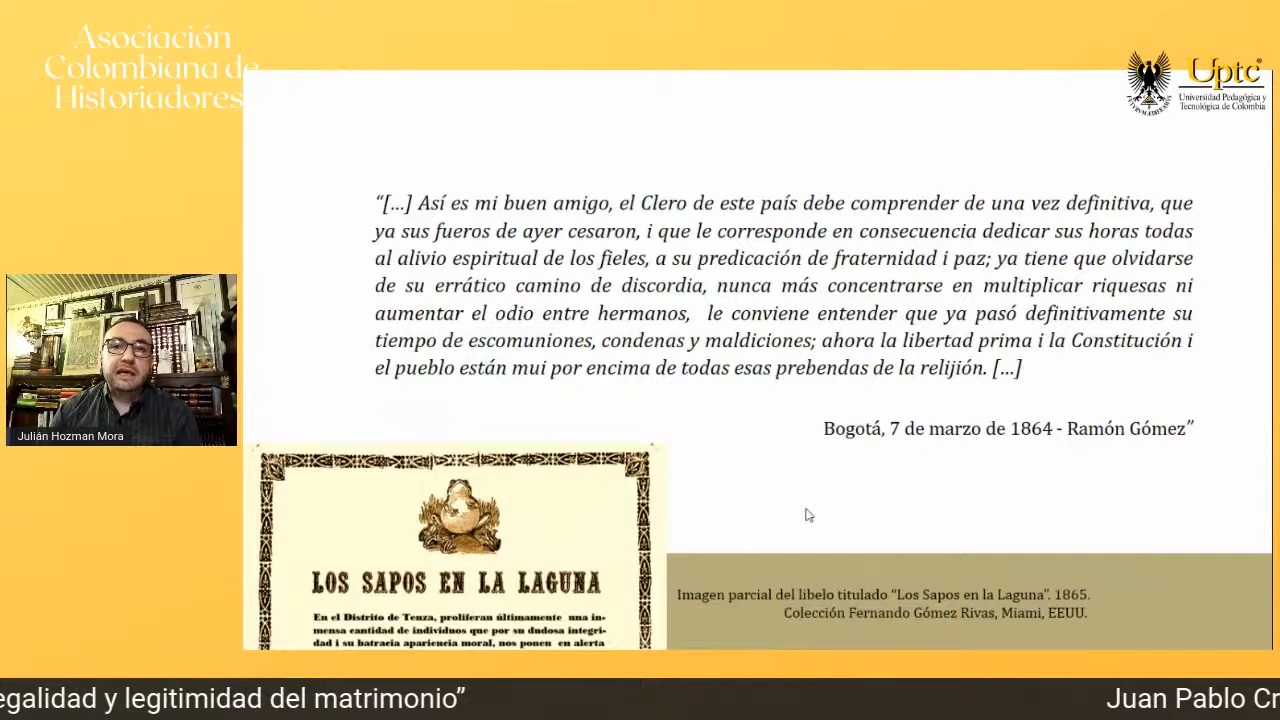 Asociación
Colombiana de
Historiadores
Uptc®
Universidad Pedagógica y
Tecnológica de Colombia
“[...] Así es mi buen amigo, el Clero de este país debe comprender de una vez definitiva, que
ya sus fueros de ayer cesaron, i que le corresponde en consecuencia dedicar sus horas todas
al alivio espiritual de los fieles, a su predicación de fraternidad i paz; ya tiene que olvidarse
de su errático camino de discordia, nunca más concentrarse en multiplicar riquesas ni
aumentar el odio entre hermanos, le conviene entender que ya pasó definitivamente su
tiempo de escomuniones, condenas y maldiciones; ahora la libertad prima i la Constitución i
el pueblo están mui por encima de todas esas prebendas de la relijión. [...]
Bogotá, 7 de marzo de 1864 - Ramón Gómez”
Julián Hozman Mora
LOS SAPOS EN LA LAGUNA
En el Distrito de Tenza, proliferan últimamente una in-
mensa cantidad de individuos que por su dudosa integri-
dad i su batracia apariencia moral, nos ponen en alerta
Imagen parcial del libelo titulado “Los Sapos en la Laguna”. 1865.
Colección Fernando Gómez Rivas, Miami, EEUU.
egalidad y legitimidad del matrimonio”
Juan Pablo Cr